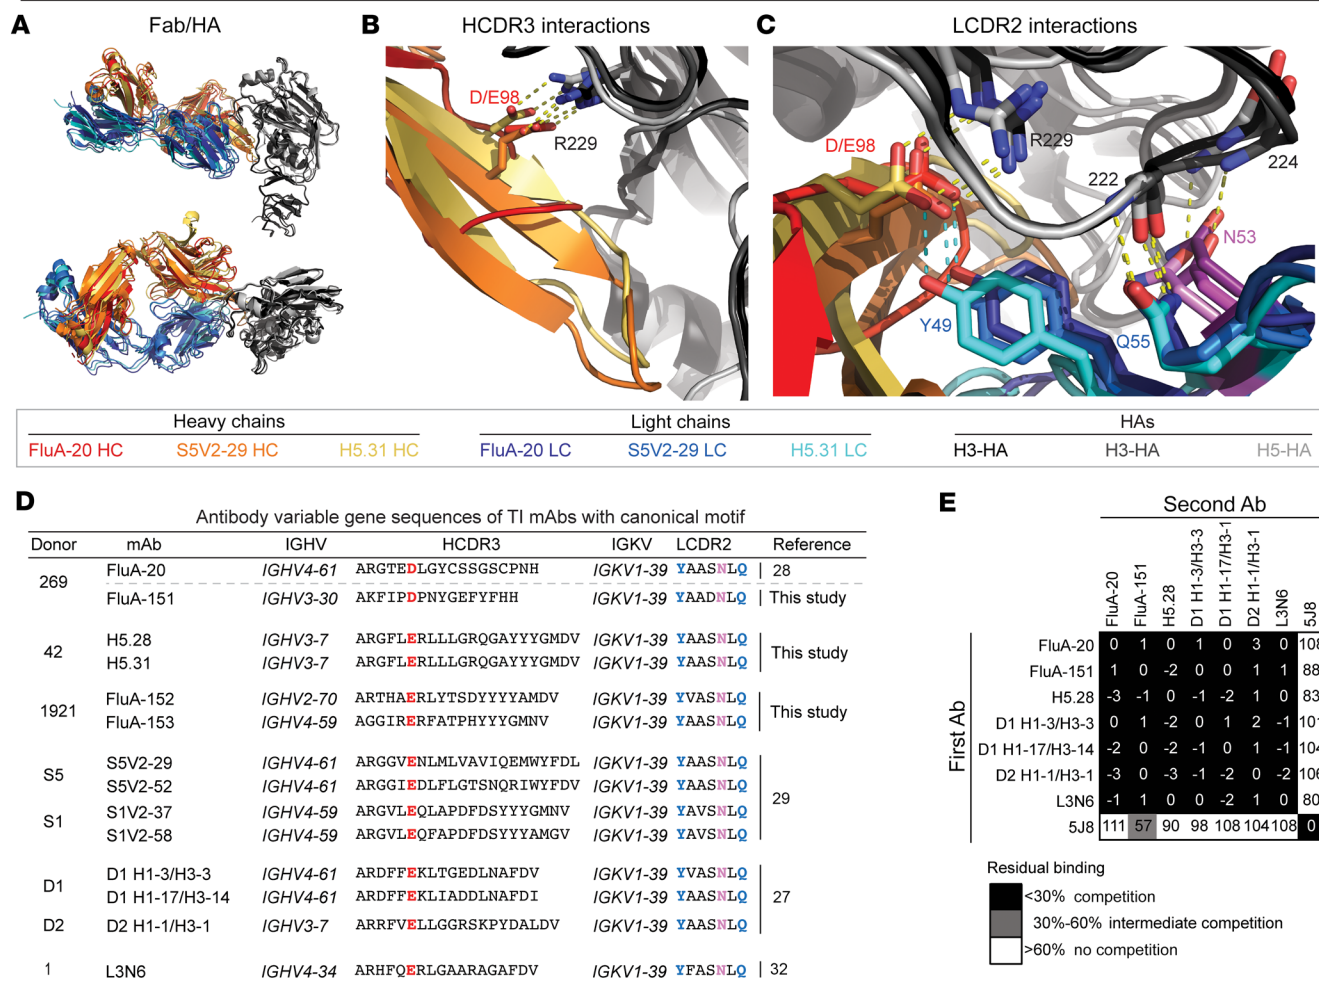 A
Fab/HA
B
HCDR3 interactions
D/E98
R229
C
LCDR2 interactions
D/E98
R229
222
224
N53
Y49
Q55
Heavy chains
Light chains
HAs
FluA-20 HC S5V2-29 HC H5.31 HC FluA-20 LC S5V2-29 LC H5.31 LC H3-HA H3-HA H5-HA
D
Antibody variable gene sequences of TI mAbs with canonical motif
Donor mAb IGHV HCDR3 IGKV LCDR2 Reference
269
FluA-20 IGHV4-61 ARGTEDLGYCSSGSCPNH IGKV1-39 YAASNLQ 28
FluA-151 IGHV3-30 AKFIPDPNYGEFYFHH IGKV1-39 YAADNLQ This study
42
H5.28 IGHV3-7 ARGFLERLLLGRQGAYYYGMDV IGKV1-39 YAASNLQ
This study
H5.31 IGHV3-7 ARGFLERLLLGRQGAYYYGMDV IGKV1-39 YAASNLQ
1921
FluA-152 IGHV2-70 ARTHAERLYTSDYYYYAMDV IGKV1-39 YVASNLQ
This study
FluA-153 IGHV4-59 AGGIRERFATPHYYYGMNV IGKV1-39 YAASNLQ
S5
S5V2-29 IGHV4-61 ARGGVENLMLVAVIQEMWYFDL IGKV1-39 YAASNLQ
S5V2-52 IGHV4-61 ARGGIEDLFLGTSNQRIWYFDV IGKV1-39 YAASNLQ
29
S1
S1V2-37 IGHV4-59 ARGVLEQLAPDFDSYYYGMNV IGKV1-39 YAVSNLQ
S1V2-58 IGHV4-59 ARGVLEQFAPDFDSYYYAMGV IGKV1-39 YAVSNLQ
D1
D1 H1-3/H3-3 IGHV4-61 ARDFFEKLTGEDLNAFDV IGKV1-39 YVASNLQ
D1 H1-17/H3-14 IGHV4-61 ARDFFEKLIADDLNAFDI IGKV1-39 YAASNLQ
27
D2 D2 H1-1/H3-1 IGHV3-7 ARRFVELLGGRSKPYDALDV IGKV1-39 YAASNLQ
1 L3N6 IGHV4-34 ARHFQERLGAARAGAFDV IGKV1-39 YFASNLQ 32
E
Second Ab
FluA-20 FluA-151 H5.28 D1 H1-3/H3-3 D1 H1-17/H3-1 D2 H1-1/H3-1 L3N6 5J8
First Ab
FluA-20 0 1 0 1 0 3 0 108
FluA-151 1 0 -2 0 0 1 1 88
H5.28 -3 -1 0 -1 -2 1 0 83
D1 H1-3/H3-3 0 1 -2 0 1 2 -1 101
D1 H1-17/H3-14 -2 0 -2 -1 0 1 -1 104
D2 H1-1/H3-1 -3 0 -3 -1 -2 0 -2 106
L3N6 -1 1 0 0 -2 1 0 80
5J8 111 57 90 98 108 104 108 0
Residual binding
<30% competition
30%-60% intermediate competition
>60% no competition